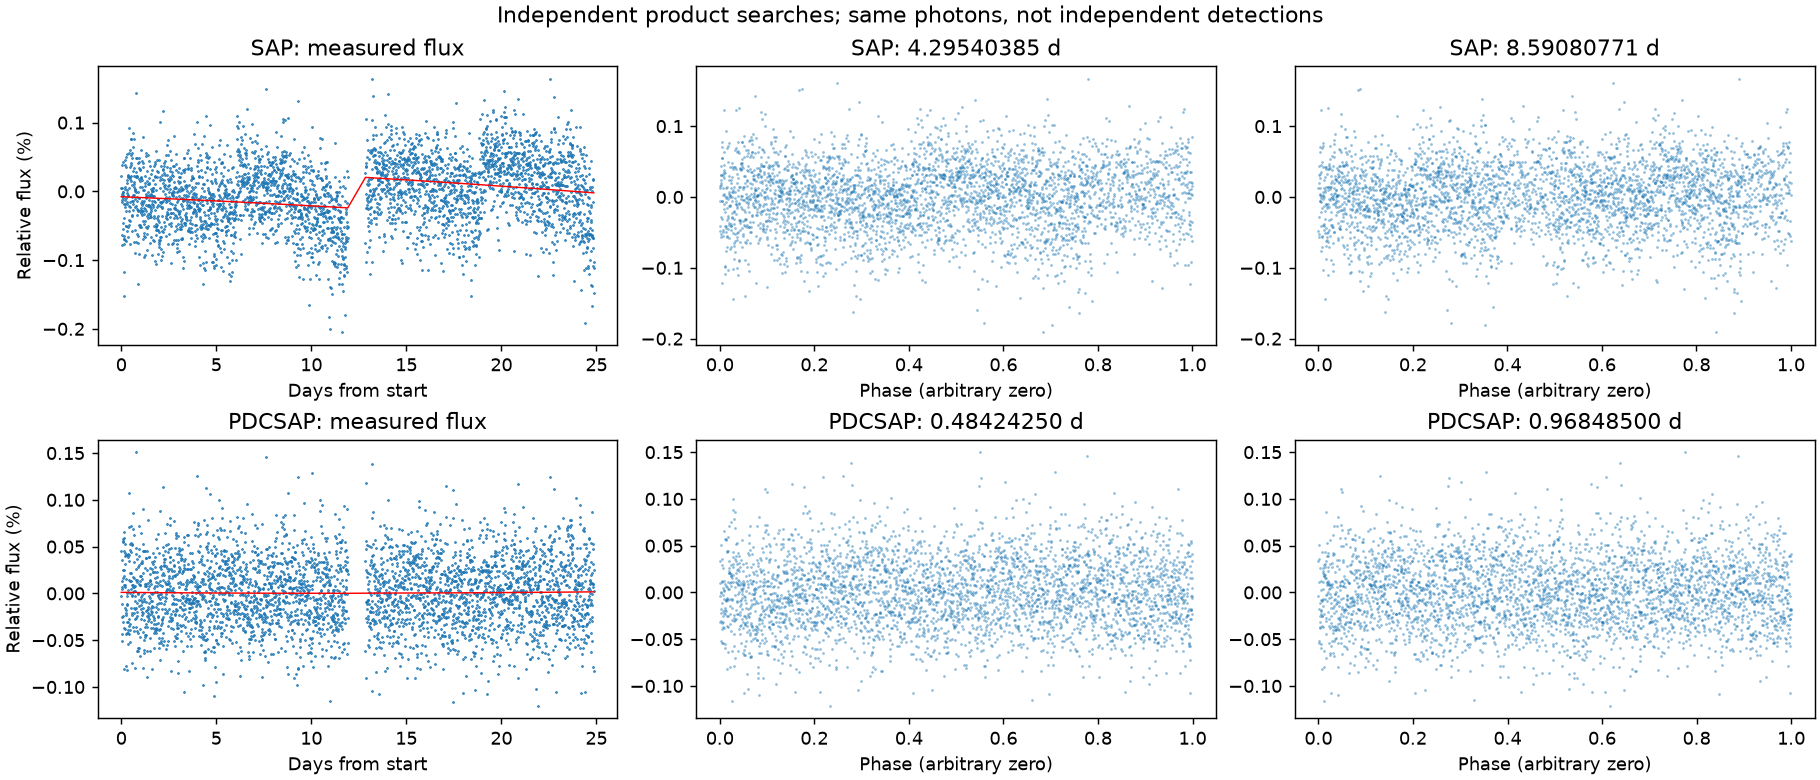 Independent product searches; same photons, not independent detections
SAP: measured flux
SAP: 4.29540385 d
SAP: 8.59080771 d
Relative flux (%)
0.1
0.0
−0.1
−0.2
0 5 10 15 20 25
Days from start
0.1
0.0
−0.1
−0.2
0.0 0.2 0.4 0.6 0.8 1.0
Phase (arbitrary zero)
0.1
0.0
−0.1
−0.2
0.0 0.2 0.4 0.6 0.8 1.0
Phase (arbitrary zero)
PDCSAP: measured flux
PDCSAP: 0.48424250 d
PDCSAP: 0.96848500 d
Relative flux (%)
0.15
0.10
0.05
0.00
−0.05
−0.10
0 5 10 15 20 25
Days from start
0.15
0.10
0.05
0.00
−0.05
−0.10
0.0 0.2 0.4 0.6 0.8 1.0
Phase (arbitrary zero)
0.15
0.10
0.05
0.00
−0.05
−0.10
0.0 0.2 0.4 0.6 0.8 1.0
Phase (arbitrary zero)